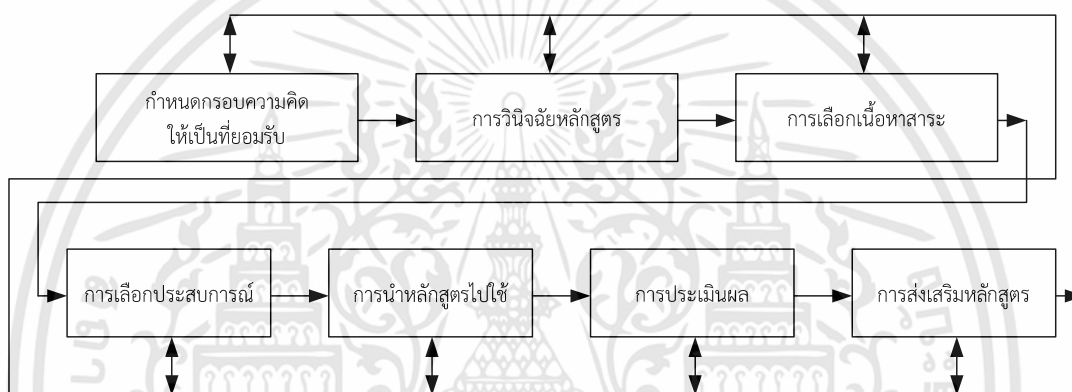 กำหนดกรอบความคิด
ให้เป็นที่ยอมรับ
การวินิจฉัยหลักสูตร
การเลือกเนื้อหาสาระ
การเลือกประสบการณ์
การนำหลักสูตรไปใช้
การประเมินผล
การส่งเสริมหลักสูตร